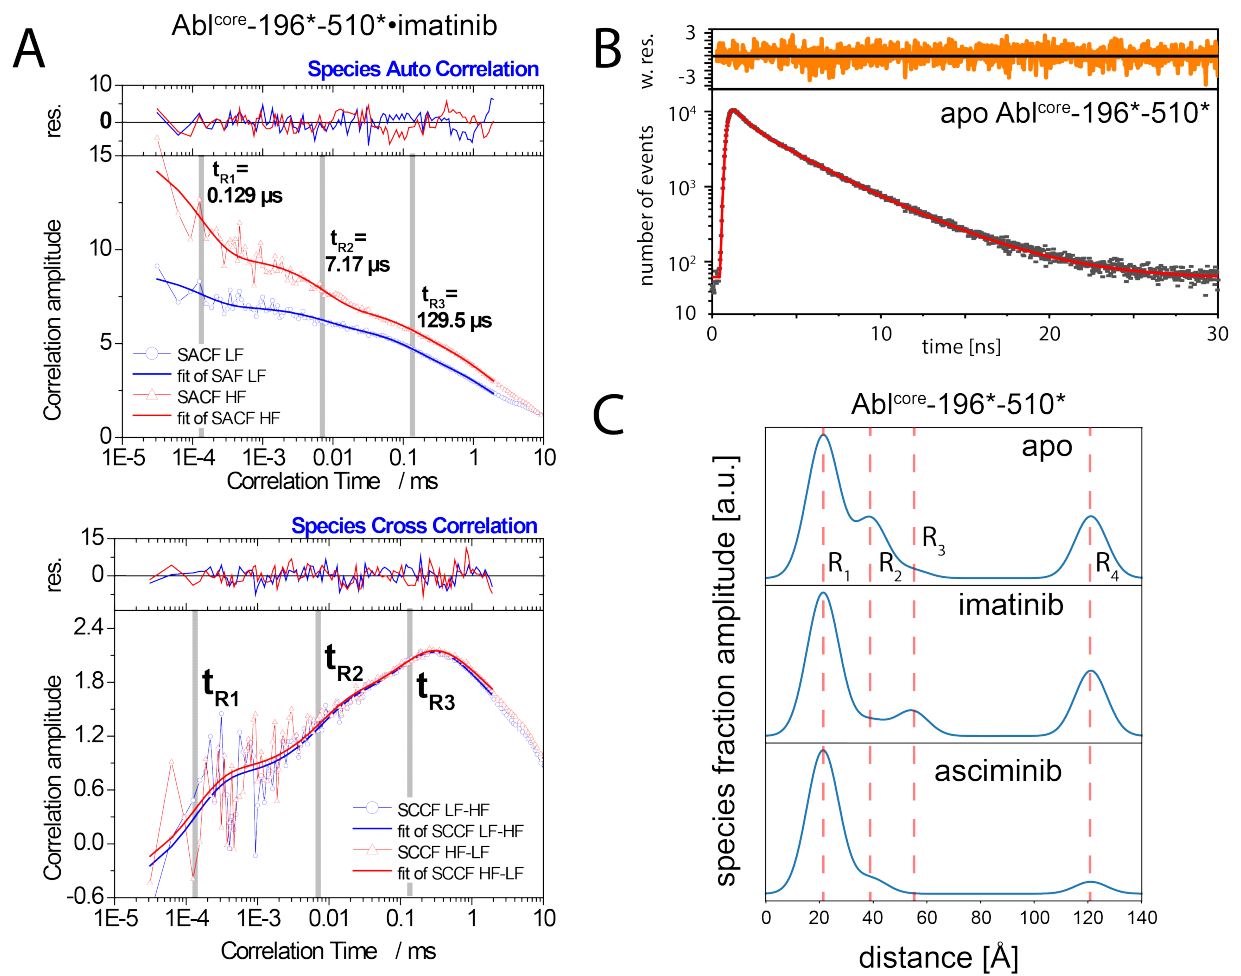 A
Abl^core-196*-510*•imatinib
Species Auto Correlation
10
0
15
res.
t_R1=
0.129 µs
t_R2=
7.17 µs
t_R3=
129.5 µs
10
5
0
Correlation amplitude
SACF LF
fit of SAF LF
SACF HF
fit of SACF HF
1E-5 1E-4 1E-3 0.01 0.1 1 10
Correlation Time / ms
Species Cross Correlation
15
0
res.
2.4
1.8
1.2
0.6
0.0
-0.6
Correlation amplitude
t_R1
t_R2
t_R3
SCCF LF-HF
fit of SCCF LF-HF
SCCF HF-LF
fit of SCCF HF-LF
1E-5 1E-4 1E-3 0.01 0.1 1 10
Correlation Time / ms
B
3
-3
w. res.
apo Abl^core-196*-510*
10^4
10^3
10^2
10
number of events
0 10 20 30
time [ns]
C
Abl^core-196*-510*
apo
R_1 R_2 R_3 R_4
imatinib
asciminib
species fraction amplitude [a.u.]
0 20 40 60 80 100 120 140
distance [Å]